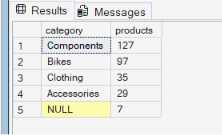 Results Messages
category products
1 Components 127
2 Bikes 97
3 Clothing 35
4 Accessories 29
5 NULL 7